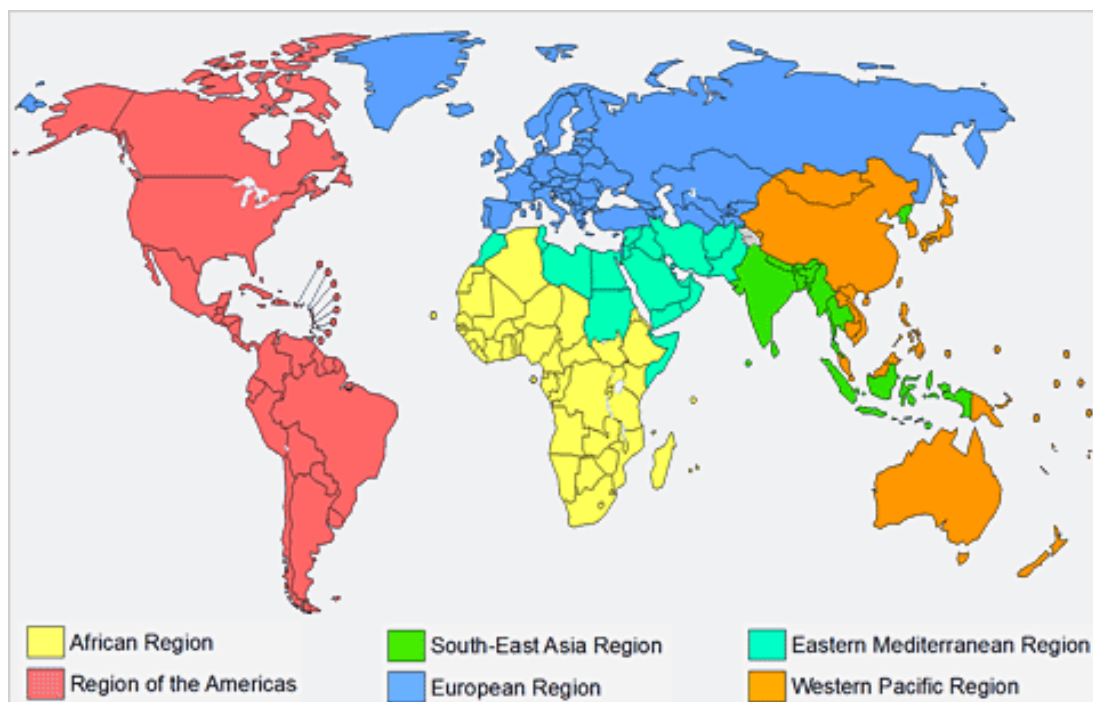 African Region
South-East Asia Region
Eastern Mediterranean Region
Region of the Americas
European Region
Western Pacific Region